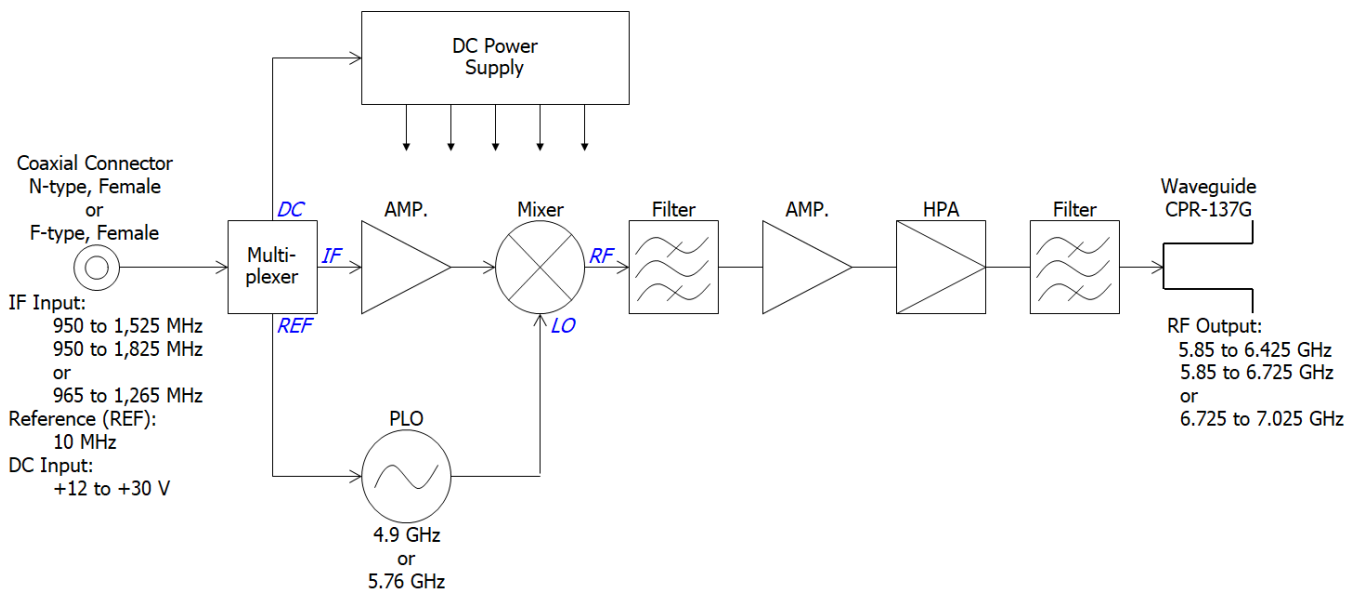 DC Power
Supply
Coaxial Connector
N-type, Female
or
F-type, Female
DC
Multi-
plexer
IF
REF
AMP.
Mixer
RF
LO
Filter
AMP.
HPA
Filter
Waveguide
CPR-137G
IF Input:
950 to 1,525 MHz
950 to 1,825 MHz
or
965 to 1,265 MHz
Reference (REF):
10 MHz
DC Input:
+12 to +30 V
PLO
4.9 GHz
or
5.76 GHz
RF Output:
5.85 to 6.425 GHz
5.85 to 6.725 GHz
or
6.725 to 7.025 GHz